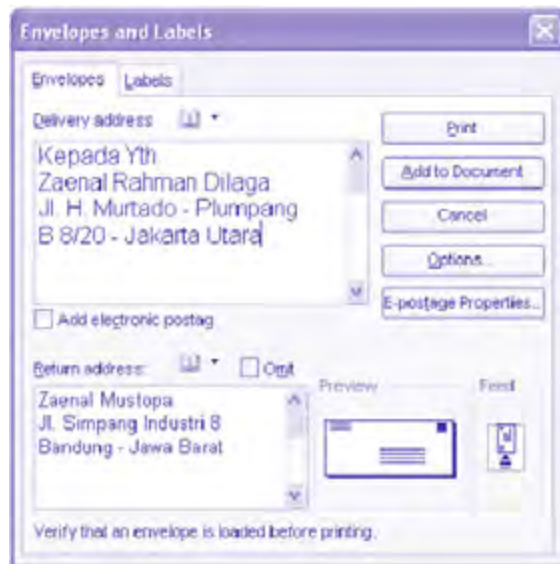 Envelopes and Labels
Envelopes Labels
Delivery address
Kepada Yth
Zaenal Rahman Dilaga
Jl. H. Murtado - Plumpang
B 8/20 - Jakarta Utara
Add electronic postag
Print
Add to Document
Cancel
Options...
E-postage Properties...
Return address:
Omit
Zaenal Mustopa
Jl. Simpang Industri 8
Bandung - Jawa Barat
Preview
Feed
Verify that an envelope is loaded before printing.